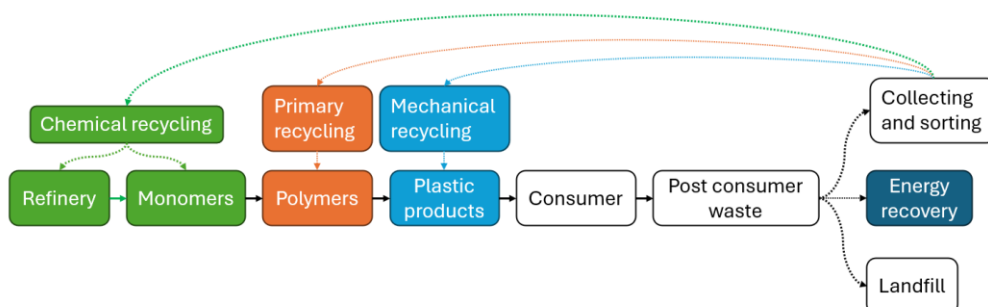 Collecting
and sorting
Primary
recycling
Mechanical
recycling
Chemical recycling
Refinery
Monomers
Polymers
Plastic
products
Consumer
Post consumer
waste
Energy
recovery
Landfill